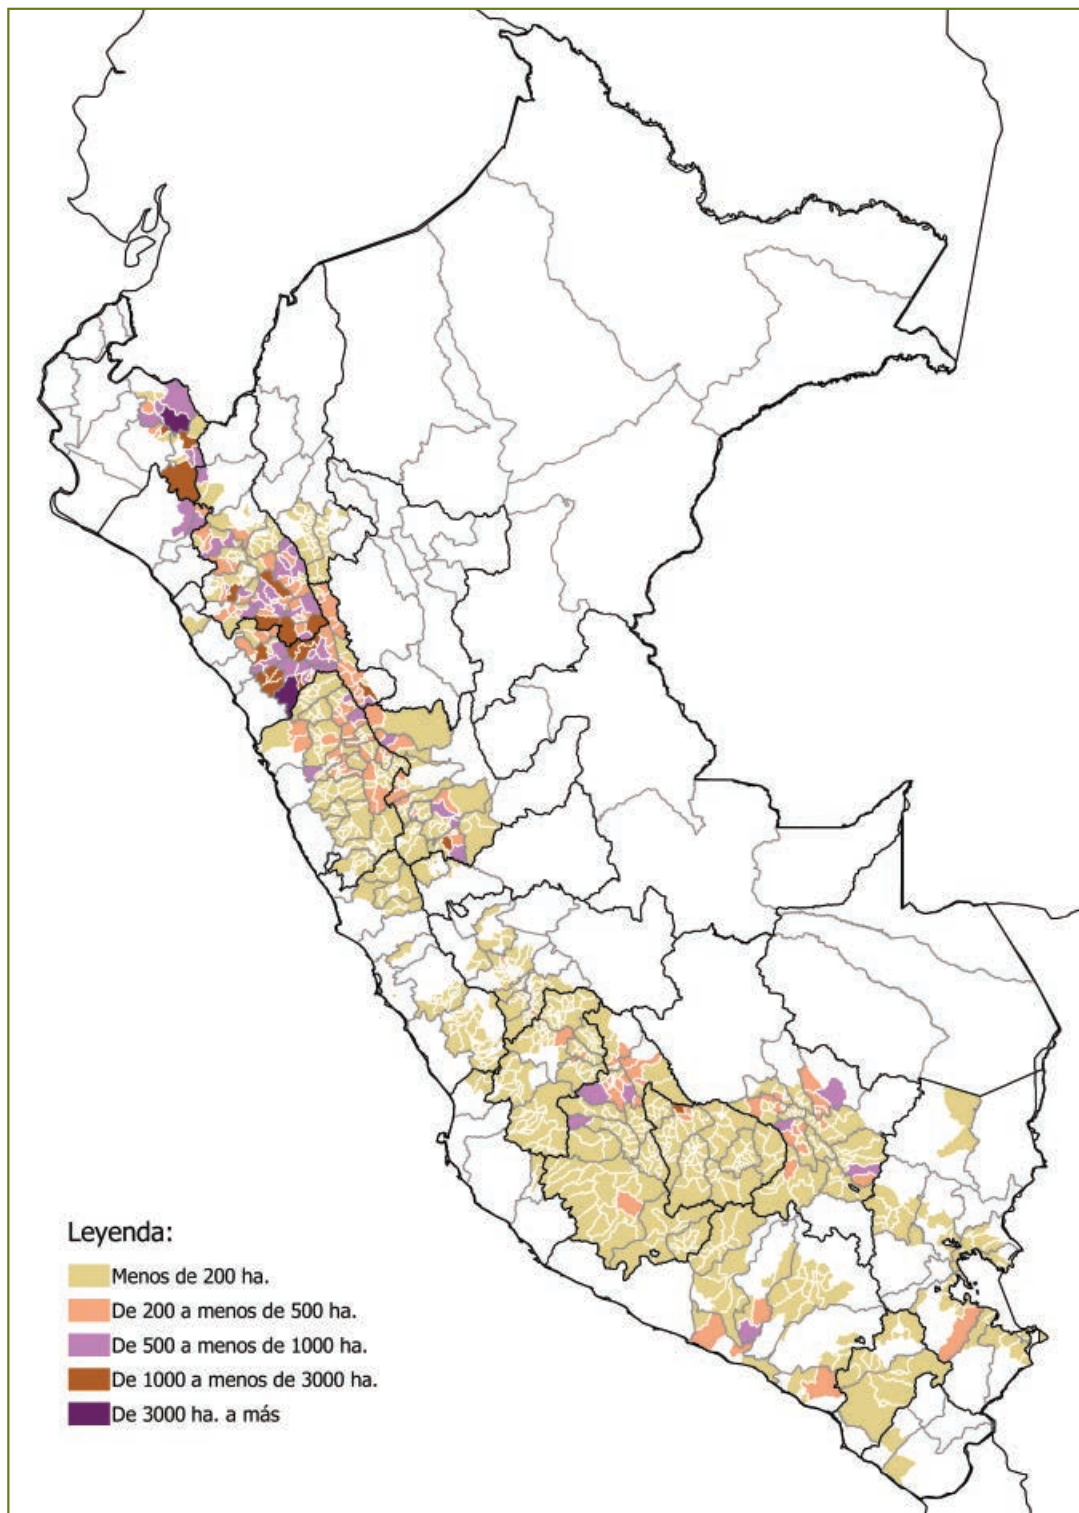 Leyenda:
Menos de 200 ha.
De 200 a menos de 500 ha.
De 500 a menos de 1000 ha.
De 1000 a menos de 3000 ha.
De 3000 ha. a más